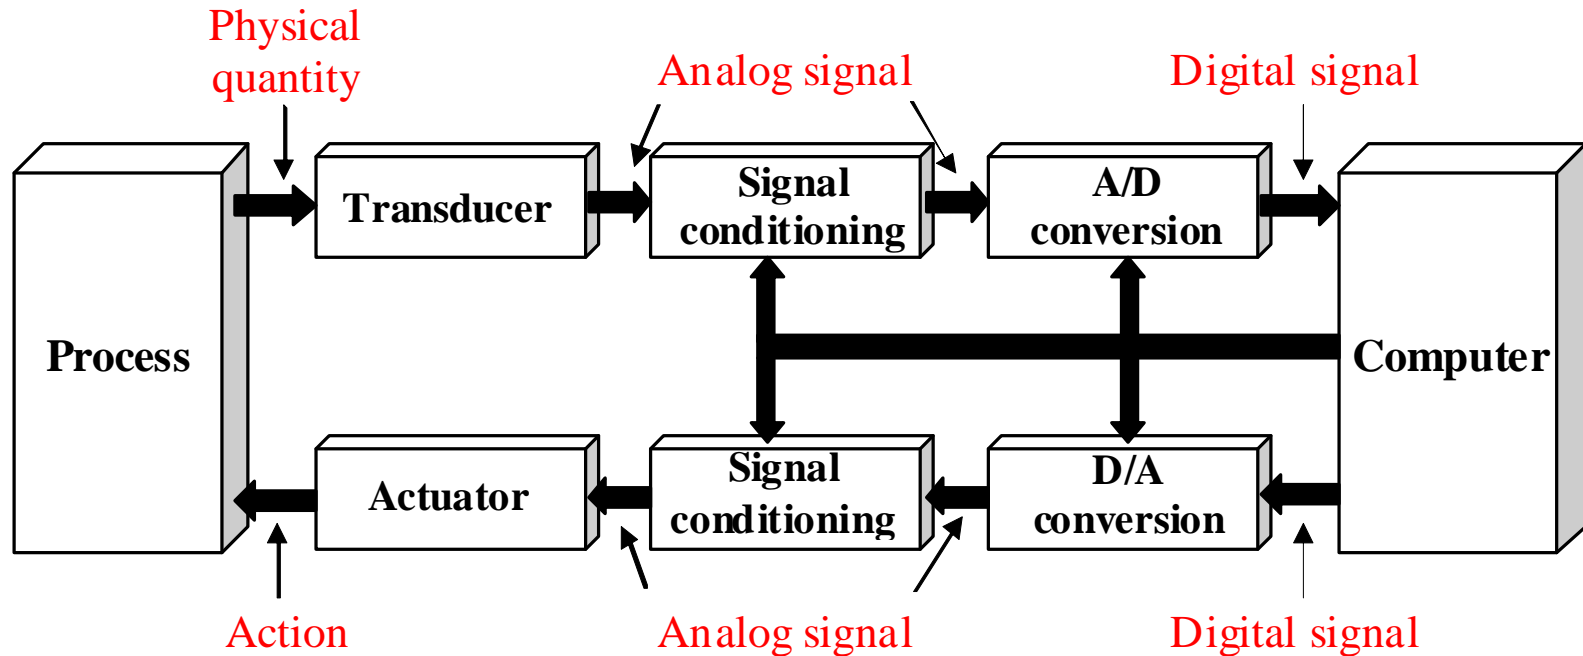 Physical
quantity
Analog signal
Digital signal
Transducer
Signal
conditioning
A/D
conversion
Process
Computer
Actuator
Signal
conditioning
D/A
conversion
Action
Analog signal
Digital signal